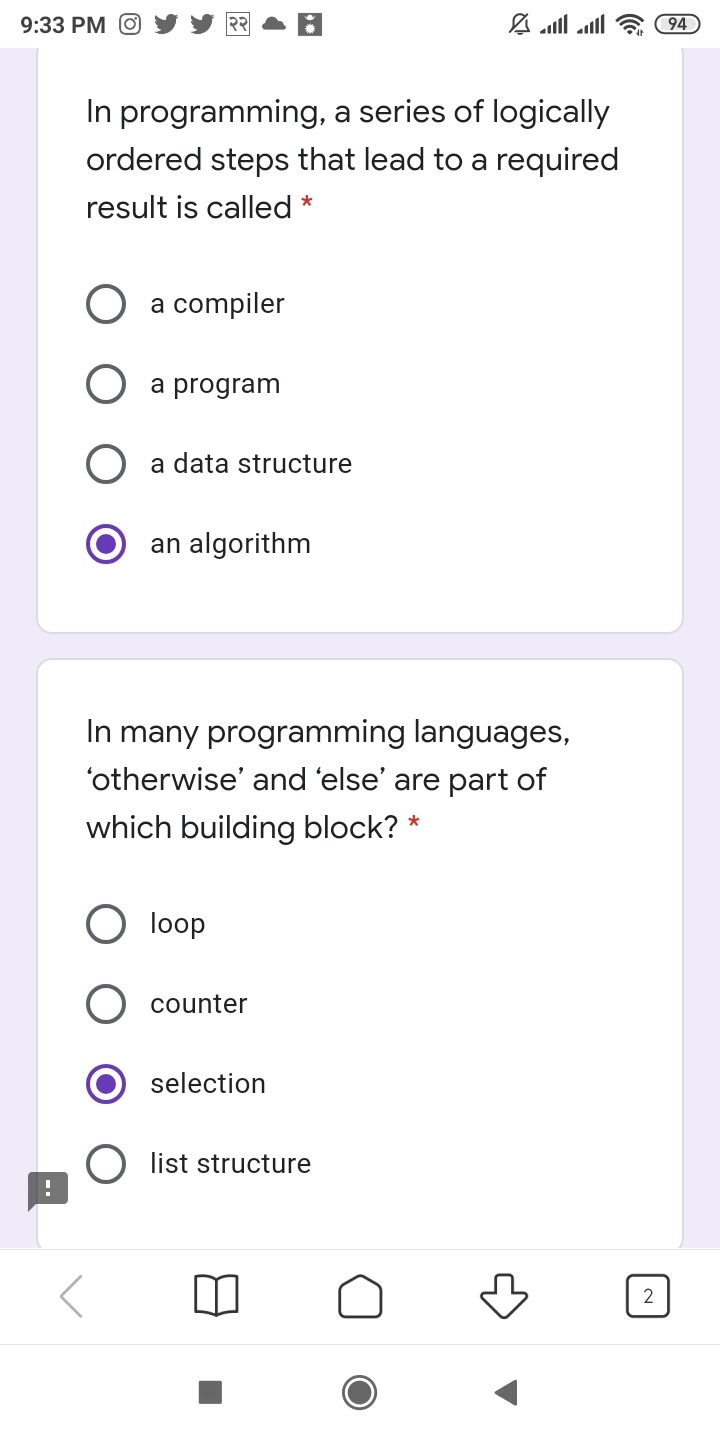 9:33 PM २२ 94
In programming, a series of logically
ordered steps that lead to a required
result is called *
a compiler
a program
a data structure
an algorithm
In many programming languages,
‘otherwise’ and ‘else’ are part of
which building block? *
loop
counter
selection
list structure
!
2